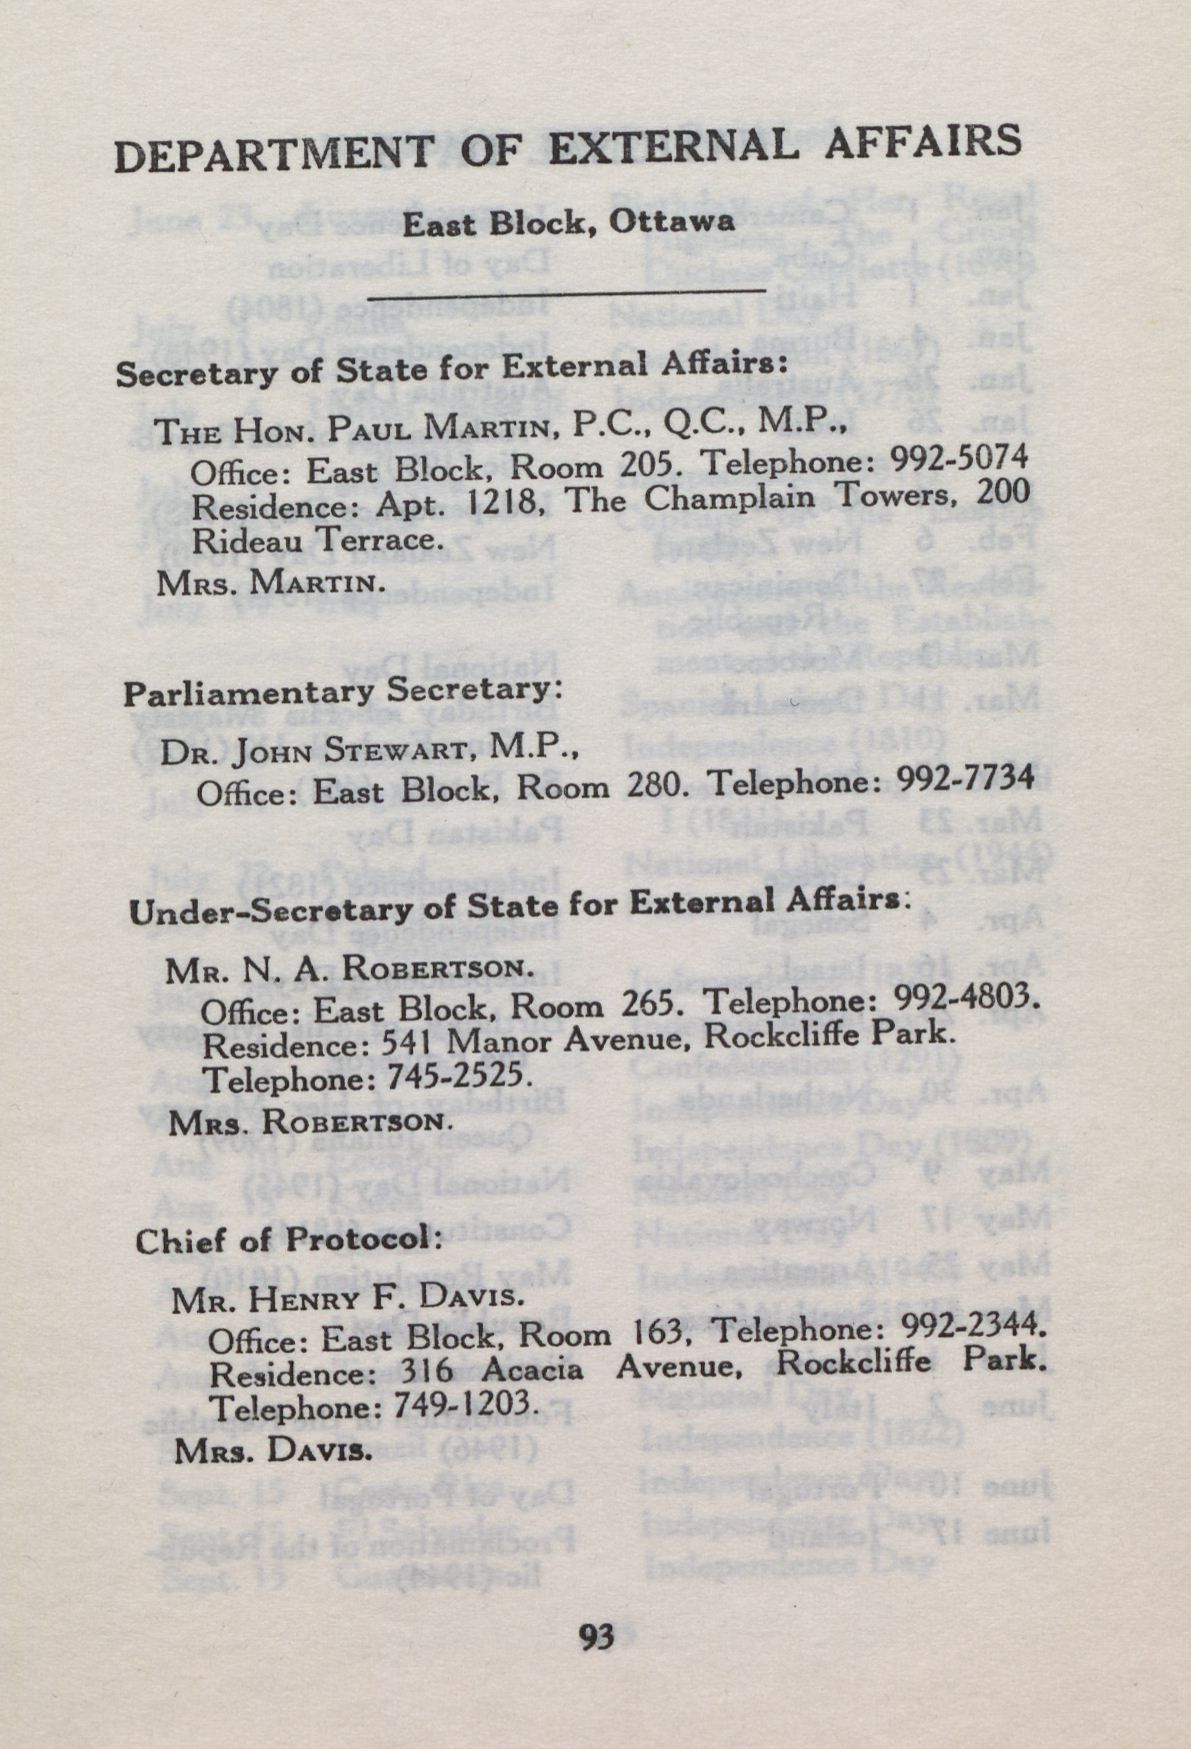 DEPARTMENT OF EXTERNAL AFFAIRS
East Block, Ottawa
Secretary of State for External Affairs:
THE HON. PAUL MARTIN, P.C., Q.C., M.P.,
Office: East Block, Room 205. Telephone: 992-5074
Residence: Apt. 1218, The Champlain Towers, 200
Rideau Terrace.
MRS. MARTIN.
Parliamentary Secretary:
DR. JOHN STEWART, M.P.,
Office: East Block, Room 280. Telephone: 992-7734
Under-Secretary of State for External Affairs:
MR. N. A. ROBERTSON.
Office: East Block, Room 265. Telephone: 992-4803.
Residence: 541 Manor Avenue, Rockcliffe Park.
Telephone: 745-2525.
MRS. ROBERTSON.
Chief of Protocol:
MR. HENRY F. DAVIS.
Office: East Block, Room 163, Telephone: 992-2344.
Residence: 316 Acacia Avenue, Rockcliffe Park.
Telephone: 749-1203.
MRS. DAVIS.
93